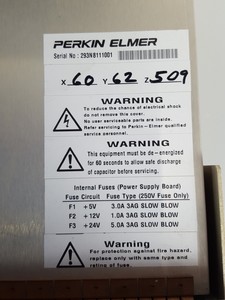 PERKIN ELMER
Serial No : 293N8111001
X 60 Y 62 Z 509
WARNING
To reduce the chance of electrical shock
do not remove this cover.
No user serviceable parts are inside.
Refer servicing to Perkin-Elmer qualified
service personnel.
WARNING
This equipment must be de-energized
for 60 seconds to allow safe discharge
of capacitor before servicing.
Internal Fuses (Power Supply Board)
Fuse Circuit Fuse Type (250V Fuse Only)
F1 +5V 3.0A 3AG SLOW BLOW
F2 +12V 1.0A 3AG SLOW BLOW
F3 +24V 5.0A 3AG SLOW BLOW
Warning
For protection against fire hazard,
replace only with same type and
rating of fuse.